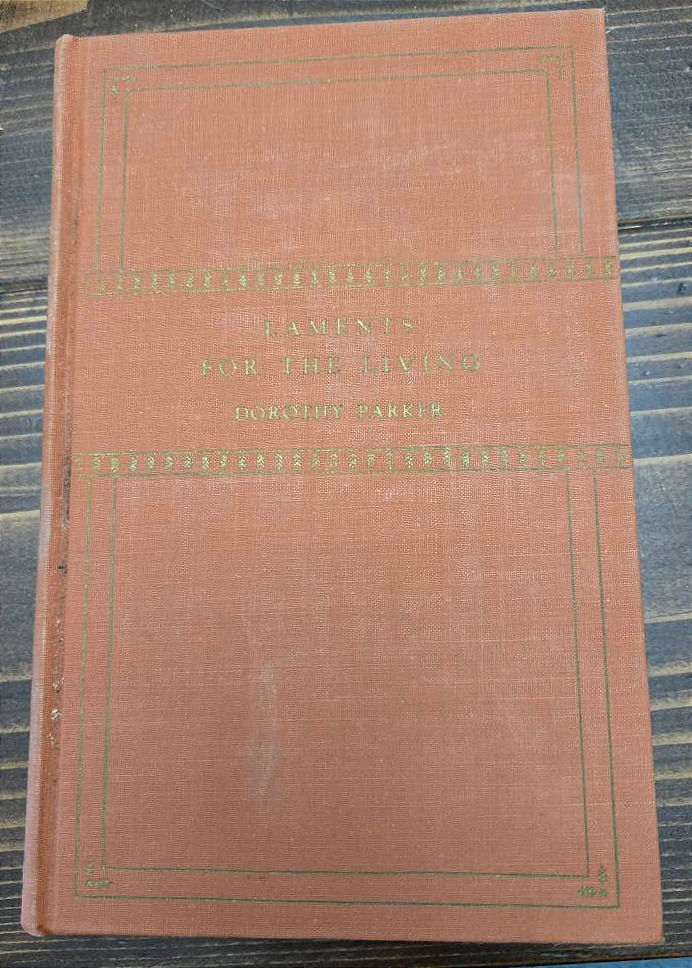 LAMENTS
FOR THE LIVING
DOROTHY PARKER